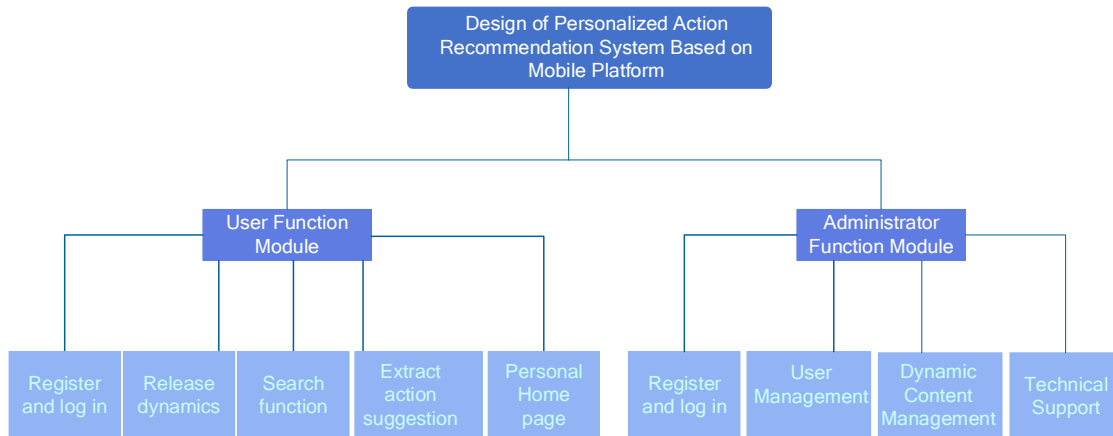 Design of Personalized Action
Recommendation System Based on
Mobile Platform
User Function
Module
Administrator
Function Module
Register
and log in
Release
dynamics
Search
function
Extract
action
suggestion
Personal
Home
page
Register
and log in
User
Management
Dynamic
Content
Management
Technical
Support